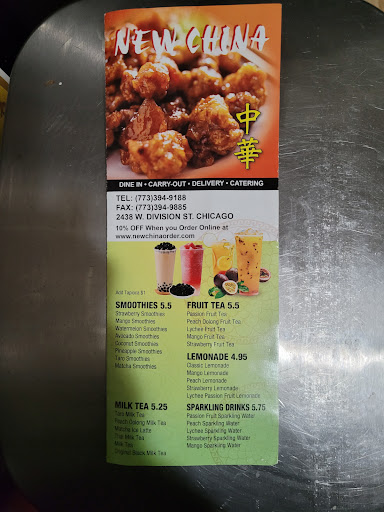 NEW CHINA
中華
DINE IN • CARRY-OUT • DELIVERY • CATERING
TEL: (773)394-9188
FAX: (773)394-9885
2438 W. DIVISION ST. CHICAGO
10% OFF When you Order Online at
www.newchinaorder.com
Add Tapioca $1
SMOOTHIES 5.5
Strawberry Smoothies
Mango Smoothies
Watermelon Smoothies
Avocado Smoothies
Coconut Smoothies
Pineapple Smoothies
Taro Smoothies
Matcha Smoothies
FRUIT TEA 5.5
Passion Fruit Tea
Peach Oolong Fruit Tea
Lychee Fruit Tea
Mango Fruit Tea
Strawberry Fruit Tea
LEMONADE 4.95
Classic Lemonade
Mango Lemonade
Peach Lemonade
Strawberry Lemonade
Lychee Passion Fruit Lemonade
MILK TEA 5.25
Taro Milk Tea
Peach Oolong Milk Tea
Matcha Ice Latte
Thai Milk Tea
Milk Tea
Original Black Milk Tea
SPARKLING DRINKS 5.75
Passion Fruit Sparkling Water
Peach Sparkling Water
Lychee Sparkling Water
Strawberry Sparkling Water
Mango Sparkling Water